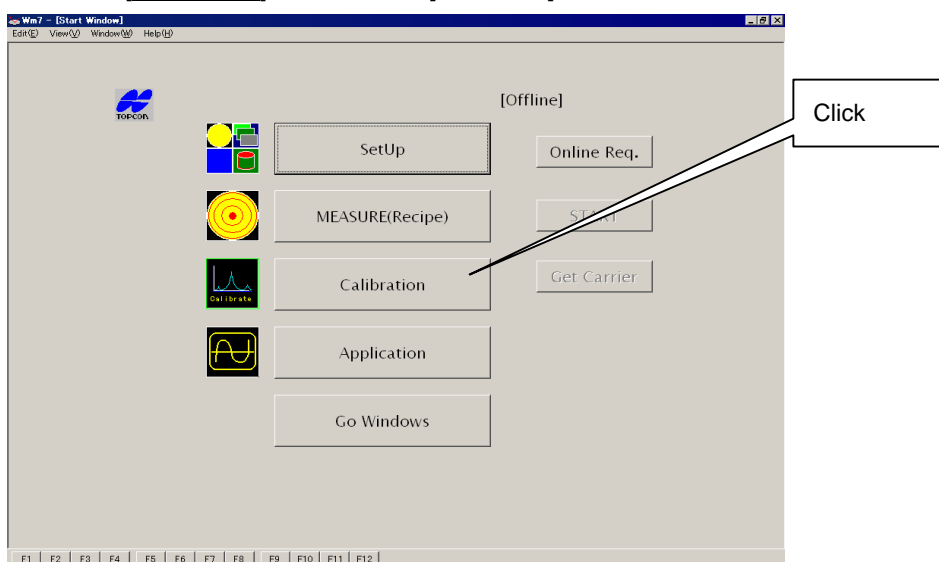 Wm7 - [Start Window]
Edit(E) View(V) Window(W) Help(H)
TOPCON
[Offline]
Click
SetUp
Online Req.
MEASURE(Recipe)
START
Calibrate
Calibration
Get Carrier
Application
Go Windows
F1 F2 F3 F4 F5 F6 F7 F8 F9 F10 F11 F12